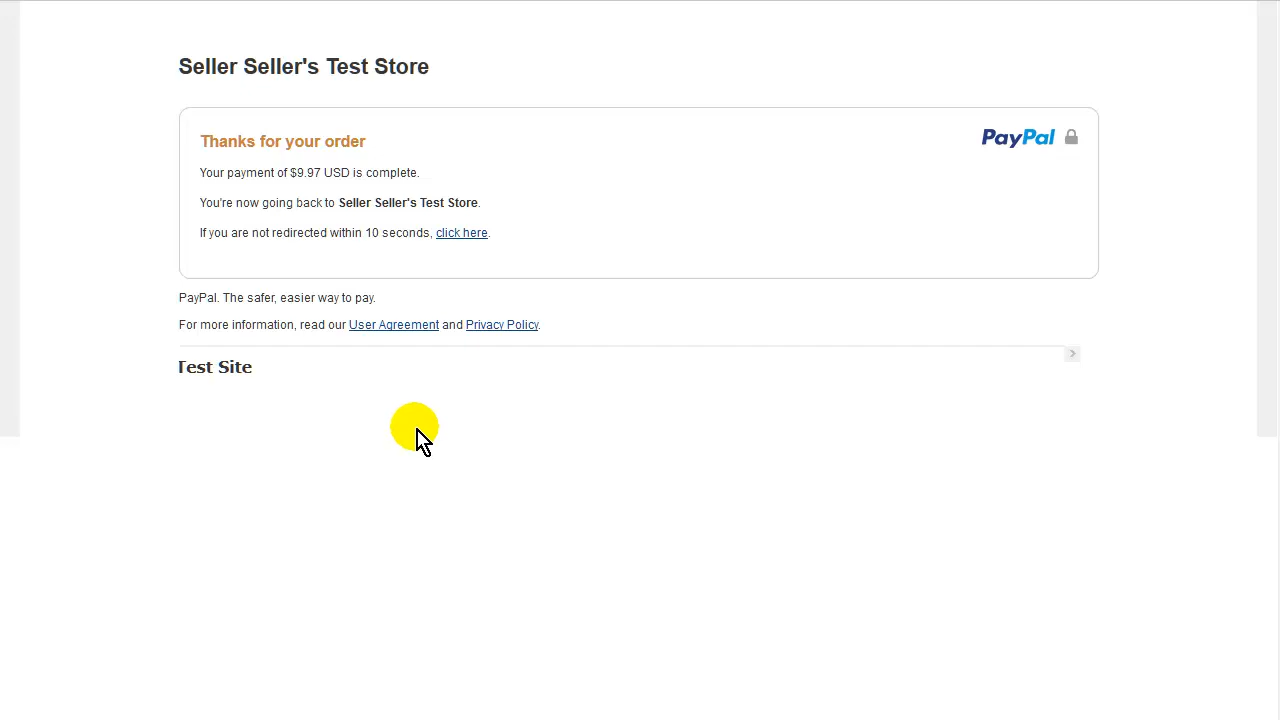 Seller Seller's Test Store
Thanks for your order
PayPal
Your payment of $9.97 USD is complete.
You're now going back to Seller Seller's Test Store.
If you are not redirected within 10 seconds, click here.
PayPal. The safer, easier way to pay.
For more information, read our User Agreement and Privacy Policy.
Test Site